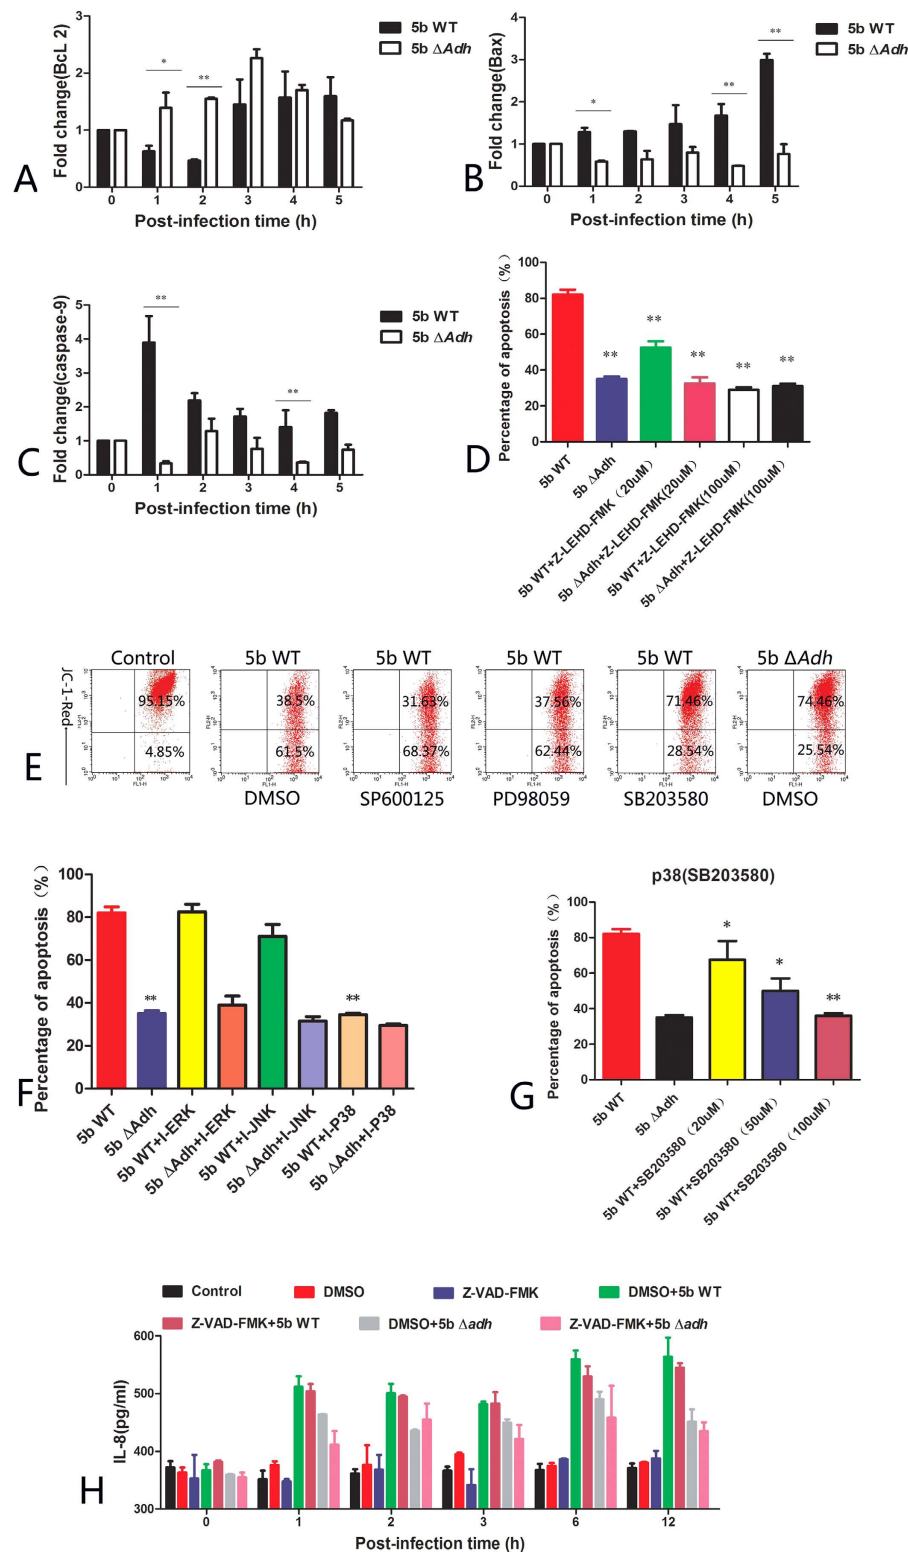 A
Fold change(BcL 2)
3
2
1
0
5b WT
5b ΔAdh
*
**
0 1 2 3 4 5
Post-infection time (h)
B
Fold change(Bax)
4
3
2
1
0
5b WT
5b ΔAdh
*
**
**
0 1 2 3 4 5
Post-infection time (h)
C
Fold change(caspase-9)
5
4
3
2
1
0
5b WT
5b ΔAdh
**
**
0 1 2 3 4 5
Post-infection time (h)
D
Percentage of apoptosis (%)
100
80
60
40
20
0
** ** ** ** **
5b WT
5b ΔAdh
5b WT+Z-LEHD-FMK (20uM)
5b ΔAdh+Z-LEHD-FMK(20uM)
5b WT+Z-LEHD-FMK(100uM)
5b ΔAdh+Z-LEHD-FMK(100uM)
E
JC-1-Red
Control 5b WT 5b WT 5b WT 5b WT 5b ΔAdh
95.15% 38.5% 31.63% 37.56% 71.46% 74.46%
4.85% 61.5% 68.37% 62.44% 28.54% 25.54%
FL1-H FL1-H FL1-H FL1-H FL1-H FL1-H
DMSO SP600125 PD98059 SB203580 DMSO
F
Percentage of apoptosis (%)
100
80
60
40
20
0
** **
5b WT
5b ΔAdh
5b WT+I-ERK
5b ΔAdh+I-ERK
5b WT+I-JNK
5b ΔAdh+I-JNK
5b WT+I-P38
5b ΔAdh+I-P38
G
p38(SB203580)
Percentage of apoptosis (%)
100
80
60
40
20
0
* * **
5b WT
5b ΔAdh
5b WT+SB203580 (20uM)
5b WT+SB203580 (50uM)
5b WT+SB203580 (100uM)
H
Control DMSO Z-VAD-FMK DMSO+5b WT
Z-VAD-FMK+5b WT DMSO+5b Δadh Z-VAD-FMK+5b Δadh
IL-8(pg/ml)
600
500
400
300
0 1 2 3 6 12
Post-infection time (h)